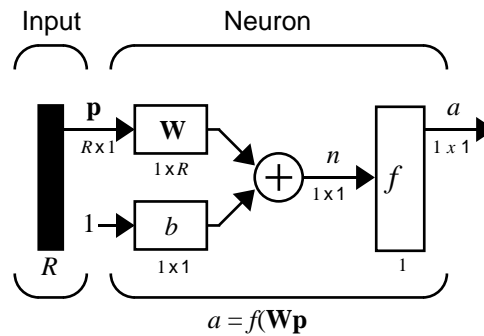 Input Neuron
p a
R x 1 W 1 x 1
1 x R n f
1 x 1
1 b
R 1 x 1 1
a = f(Wp